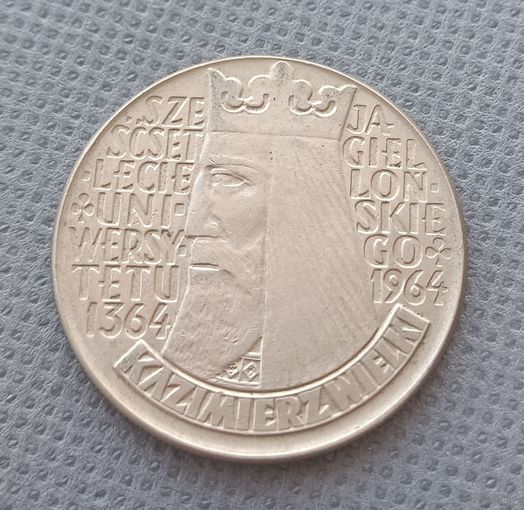 SZE
ŚĆSET
LECIE
UNI
WERSY-
TETU
1364
JA-
GIEL
LOŃ-
SKIE
GO
1964
KAZIMIERZ WIELKI